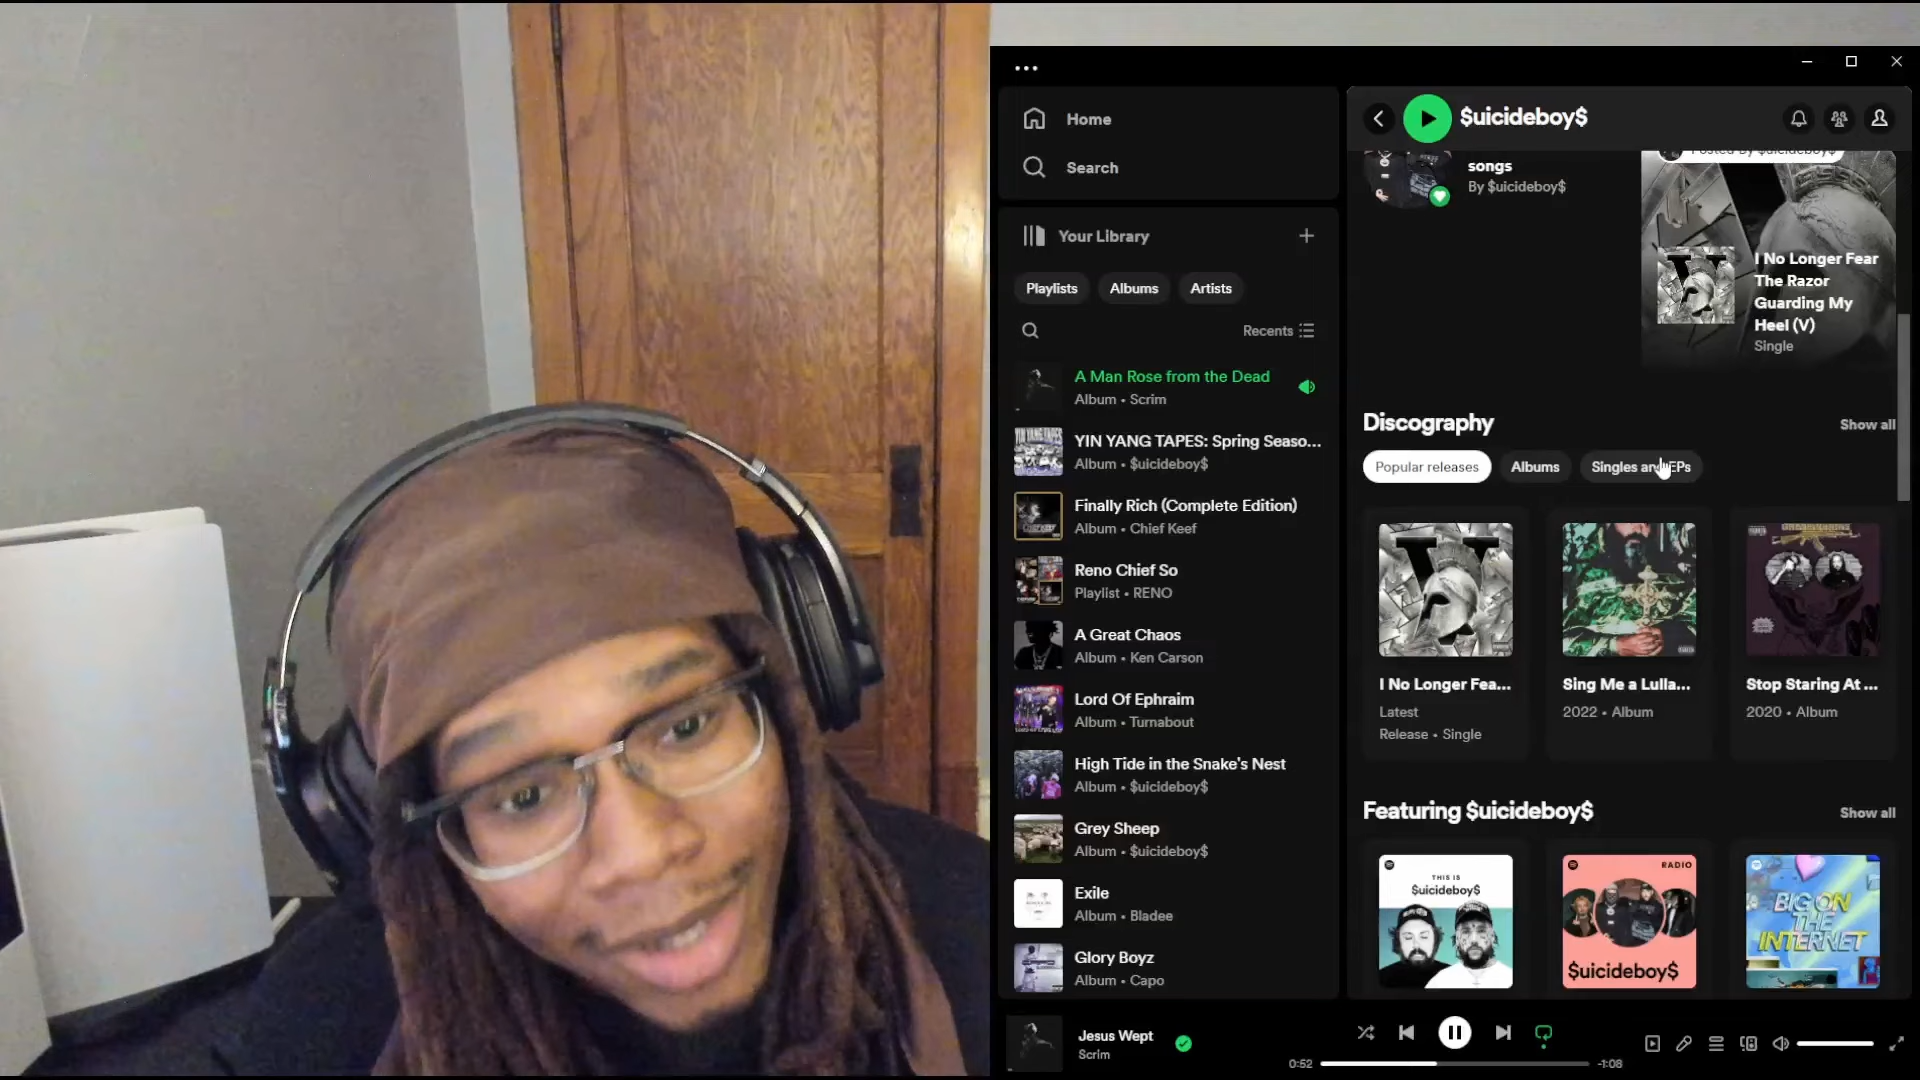 Home
Search
Your Library
Playlists
Albums
Artists
Recents
A Man Rose from the Dead
Album • Scrim
YIN YANG TAPES: Spring Seaso...
Album • $uicideboy$
Finally Rich (Complete Edition)
Album • Chief Keef
Reno Chief So
Playlist • RENO
A Great Chaos
Album • Ken Carson
Lord Of Ephraim
Album • Turnabout
High Tide in the Snake's Nest
Album • $uicideboy$
Grey Sheep
Album • $uicideboy$
Exile
Album • Bladee
Glory Boyz
Album • Capo
$uicideboy$
Posted By $uicideboy$
songs
By $uicideboy$
I No Longer Fear
The Razor
Guarding My
Heel (V)
Single
Discography
Show all
Popular releases
Albums
Singles an EPs
I No Longer Fea...
Latest
Release • Single
Sing Me a Lulla...
2022 • Album
Stop Staring At ...
2020 • Album
Featuring $uicideboy$
Show all
THIS IS
$uicideboy$
RADIO
$uicideboy$
BIG ON
THE
INTERNET
Jesus Wept
Scrim
0:52
-1:08